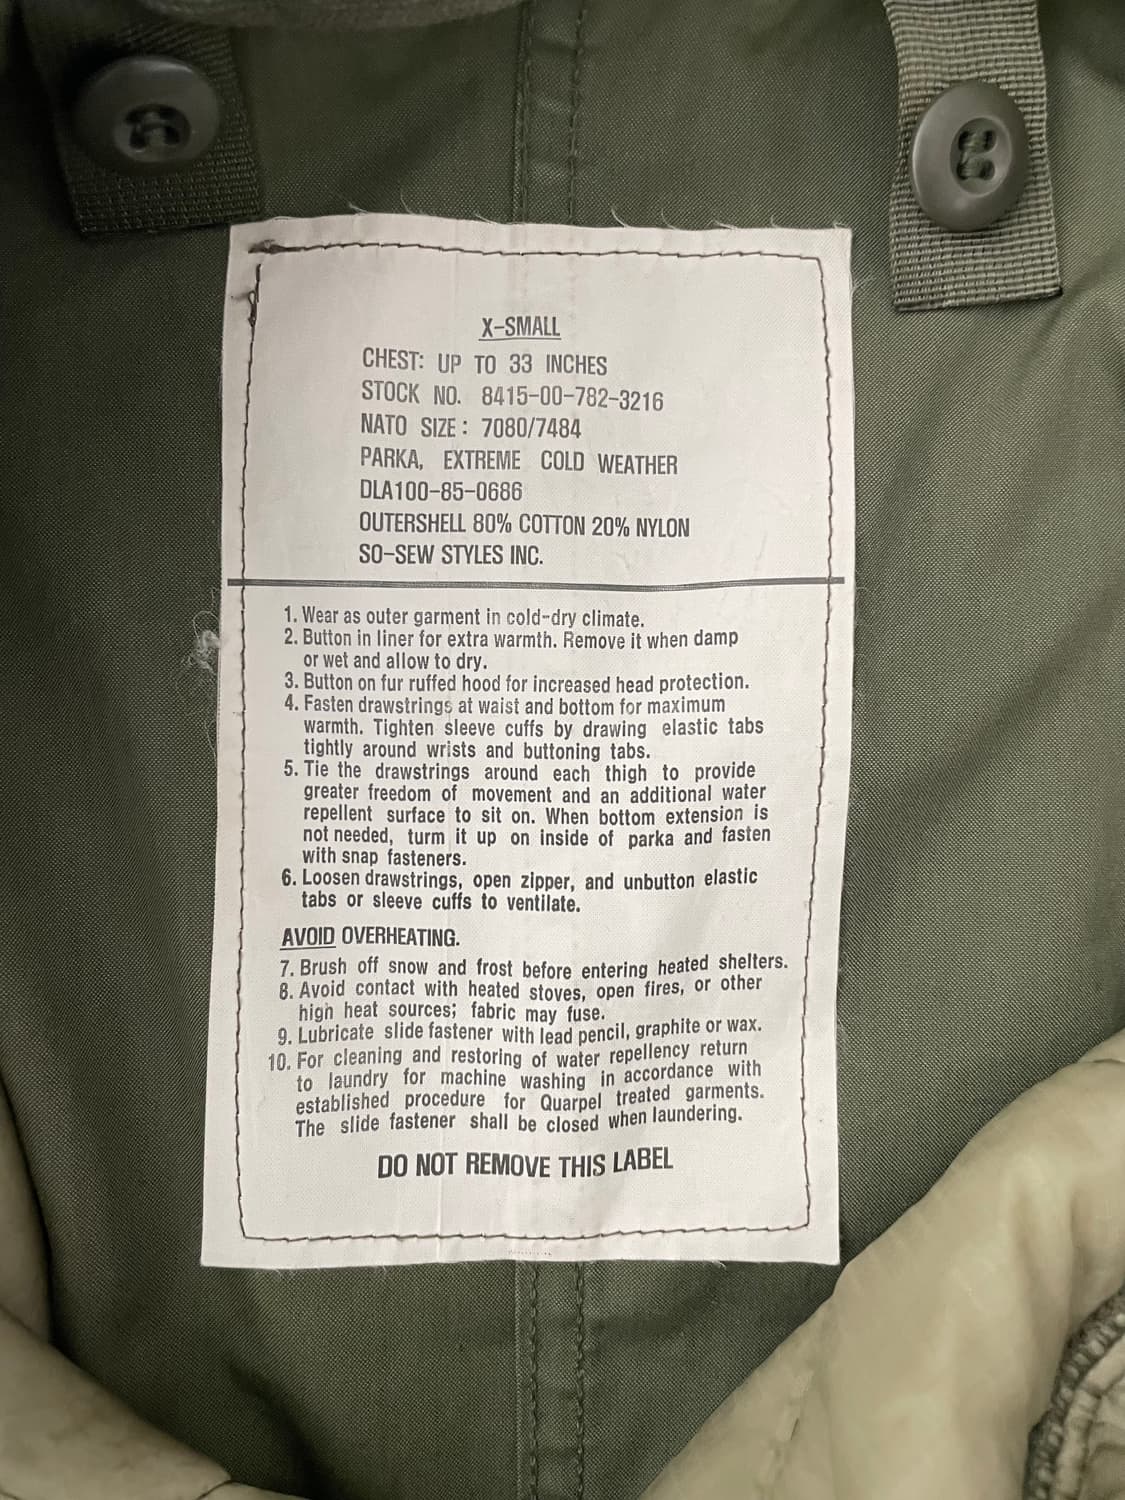 X-SMALL
CHEST: UP TO 33 INCHES
STOCK NO. 8415-00-782-3216
NATO SIZE: 7080/7484
PARKA, EXTREME COLD WEATHER
DLA100-85-0686
OUTERSHELL 80% COTTON 20% NYLON
SO-SEW STYLES INC.
1. Wear as outer garment in cold-dry climate.
2. Button in liner for extra warmth. Remove it when damp
or wet and allow to dry.
3. Button on fur ruffed hood for increased head protection.
4. Fasten drawstrings at waist and bottom for maximum
warmth. Tighten sleeve cuffs by drawing elastic tabs
tightly around wrists and buttoning tabs.
5. Tie the drawstrings around each thigh to provide
greater freedom of movement and an additional water
repellent surface to sit on. When bottom extension is
not needed, turm it up on inside of parka and fasten
with snap fasteners.
6. Loosen drawstrings, open zipper, and unbutton elastic
tabs or sleeve cuffs to ventilate.
AVOID OVERHEATING.
7. Brush off snow and frost before entering heated shelters.
8. Avoid contact with heated stoves, open fires, or other
high heat sources; fabric may fuse.
9. Lubricate slide fastener with lead pencil, graphite or wax.
10. For cleaning and restoring of water repellency return
to laundry for machine washing in accordance with
established procedure for Quarpel treated garments.
The slide fastener shall be closed when laundering.
DO NOT REMOVE THIS LABEL